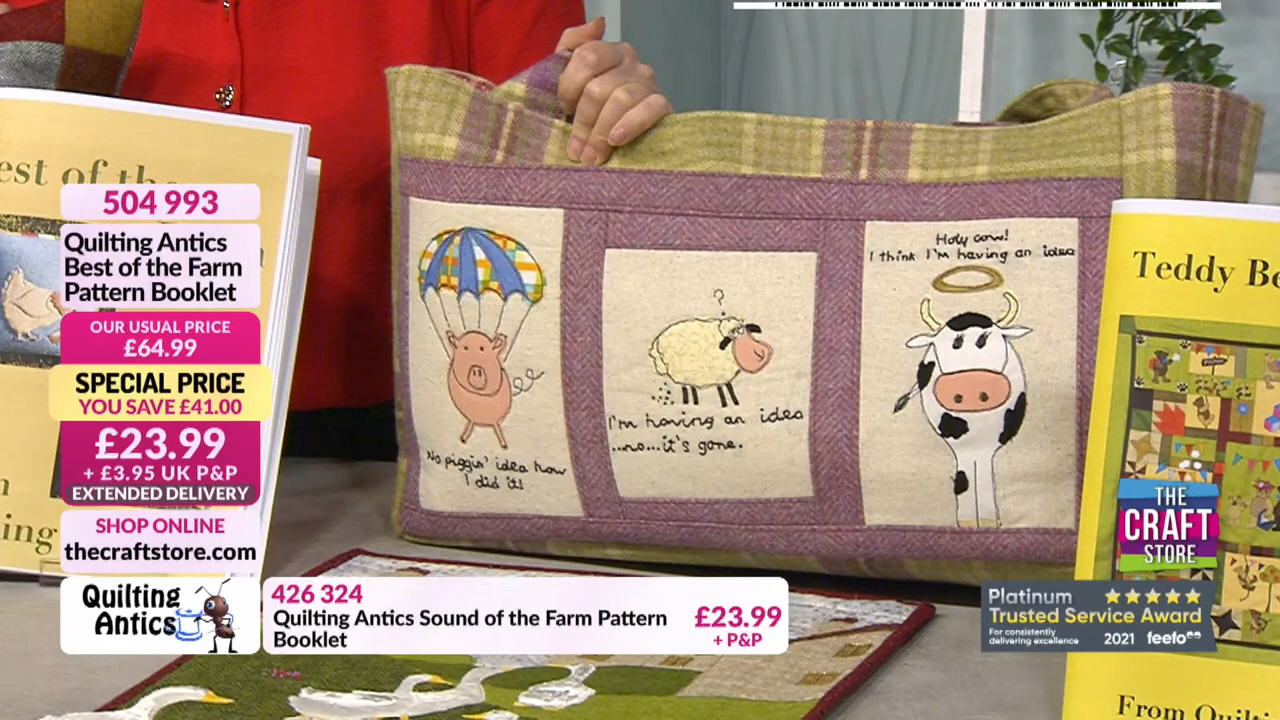 est of the
504 993
Quilting Antics
Best of the Farm
Pattern Booklet
OUR USUAL PRICE
£64.99
SPECIAL PRICE
YOU SAVE £41.00
£23.99
+ £3.95 UK P&P
EXTENDED DELIVERY
SHOP ONLINE
thecraftstore.com
ing
Quilting
Antics
426 324
Quilting Antics Sound of the Farm Pattern
Booklet
£23.99
+ P&P
No piggin' idea how
I did it!
?
I'm having an idea
...no...it's gone.
Holy cow!
I think I'm having an idea
Teddy Be
THE
CRAFT
STORE
Platinum
Trusted Service Award
For consistently
delivering excellence
2021 feefo
From Quilti